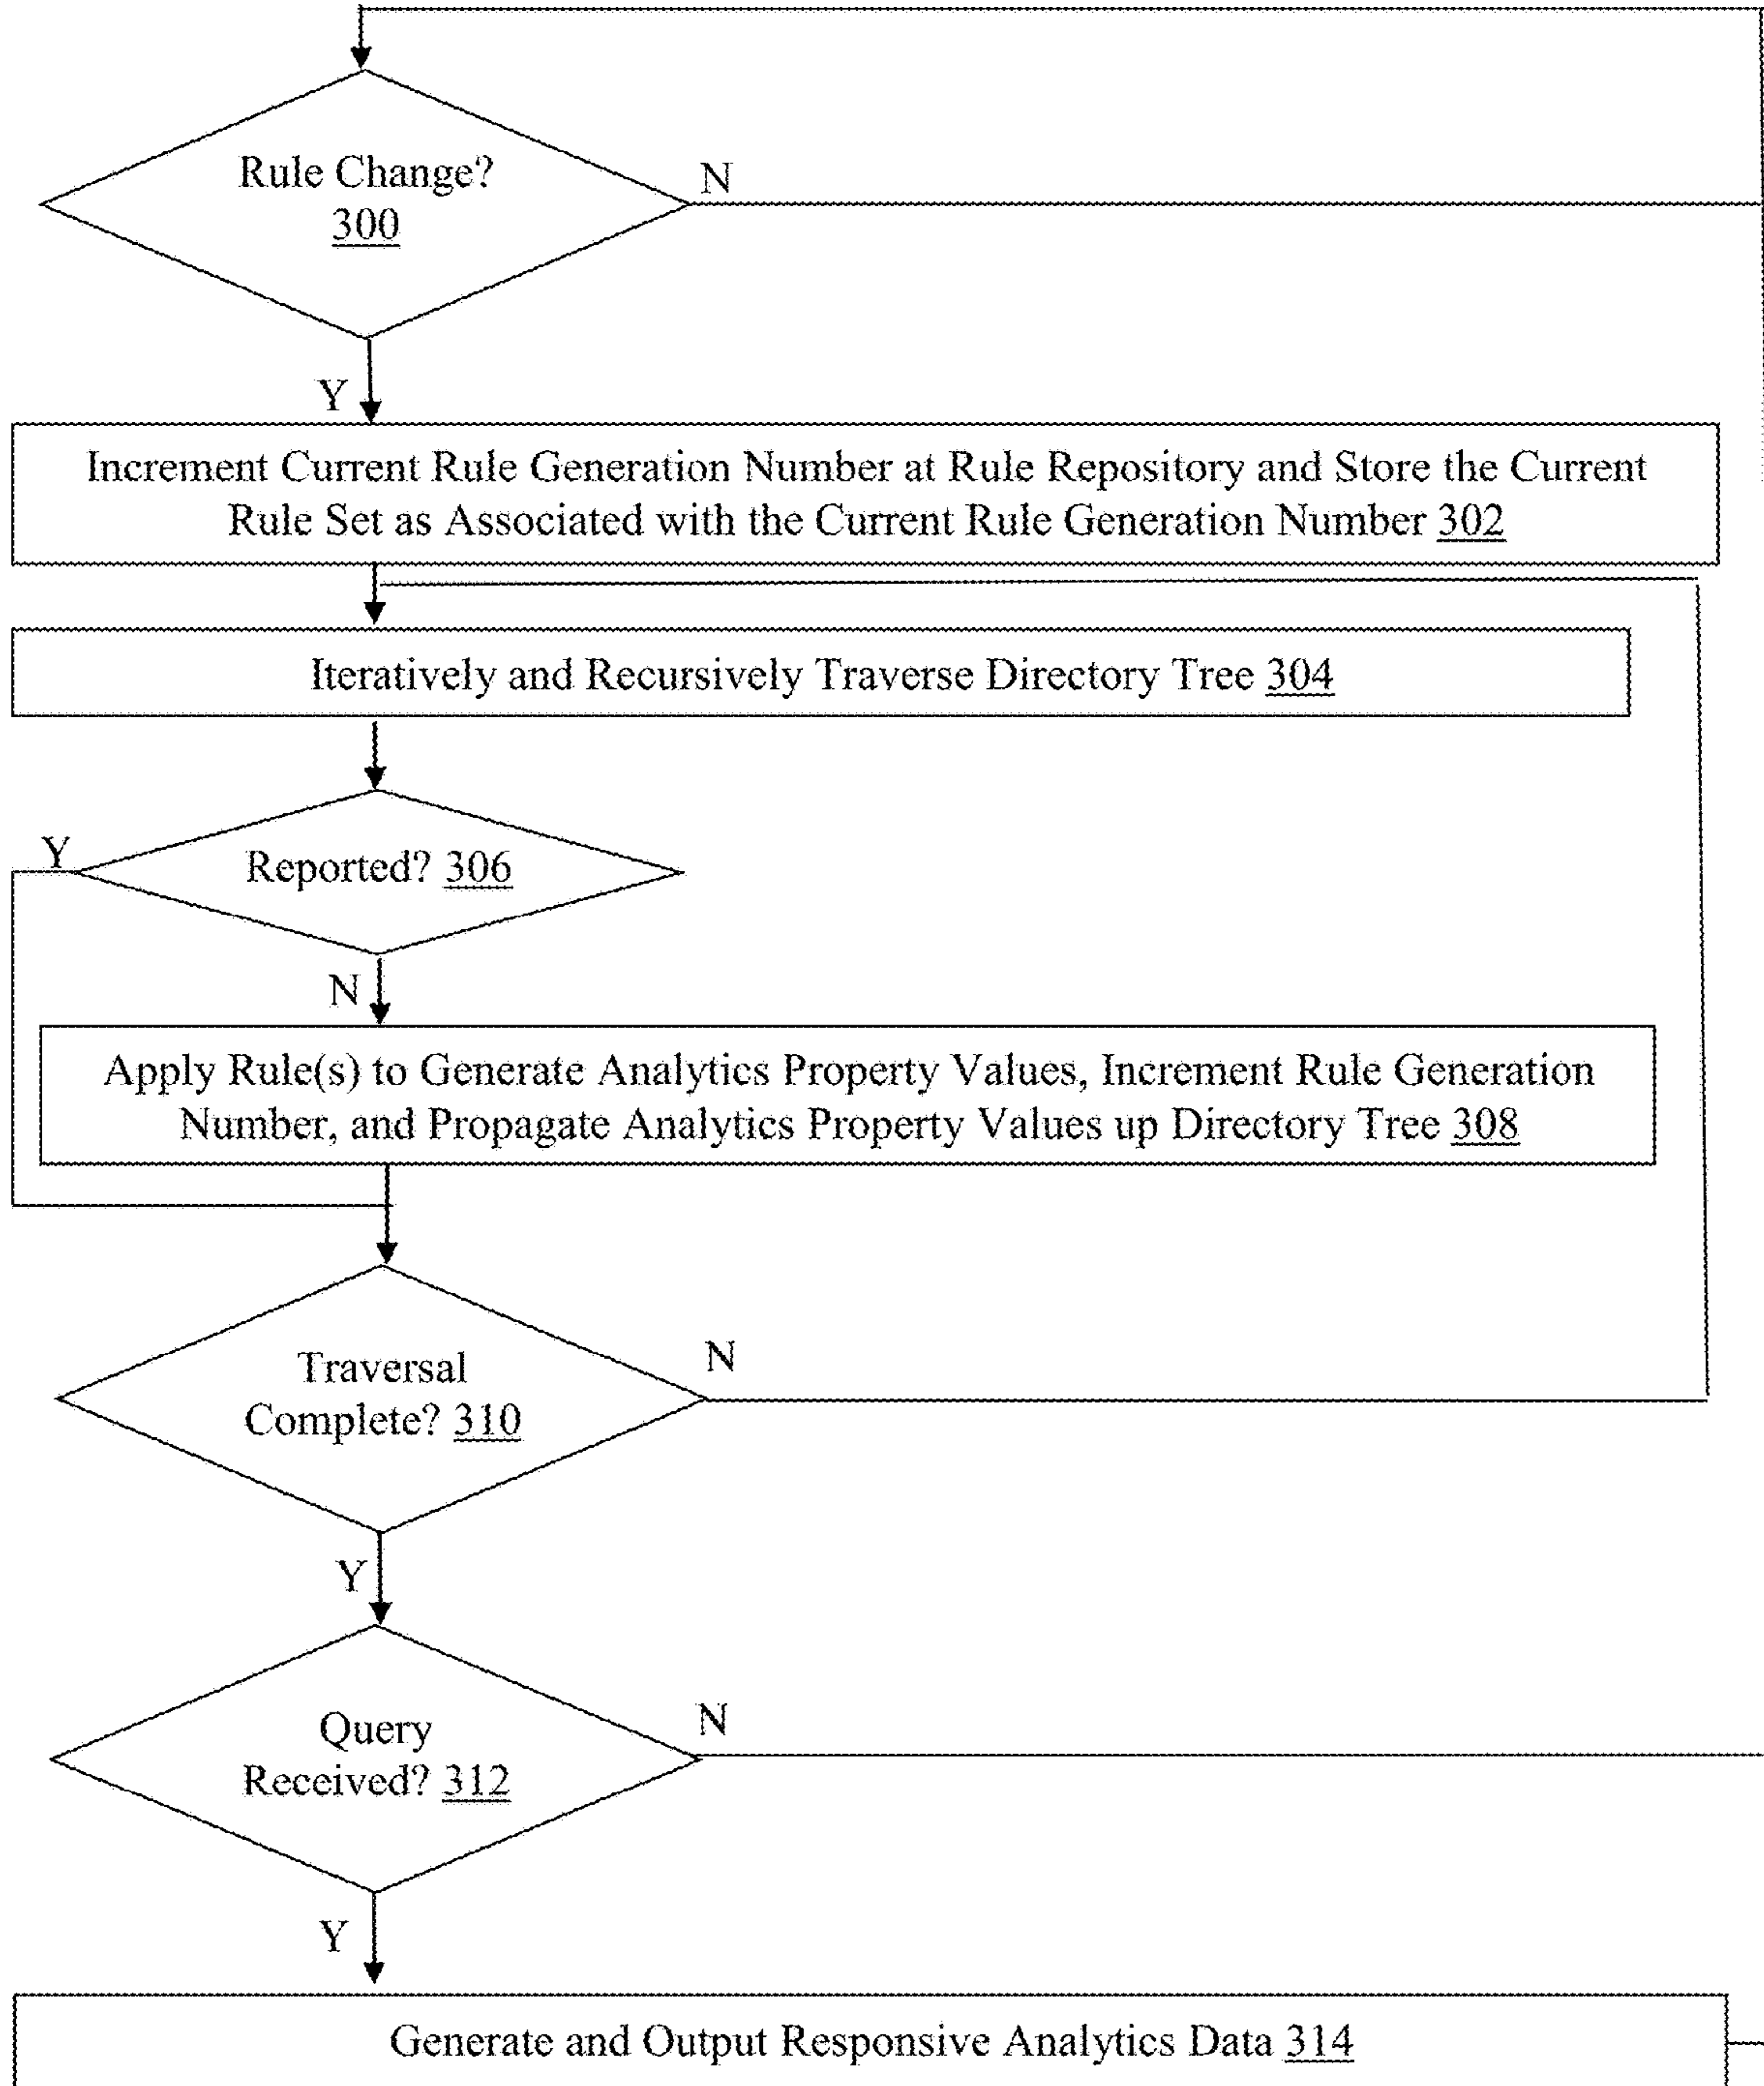 Rule Change?
300
N
Y
Increment Current Rule Generation Number at Rule Repository and Store the Current
Rule Set as Associated with the Current Rule Generation Number 302
Iteratively and Recursively Traverse Directory Tree 304
Y
Reported? 306
N
Apply Rule(s) to Generate Analytics Property Values, Increment Rule Generation
Number, and Propagate Analytics Property Values up Directory Tree 308
Traversal
Complete? 310
N
Y
Query
Received? 312
N
Y
Generate and Output Responsive Analytics Data 314